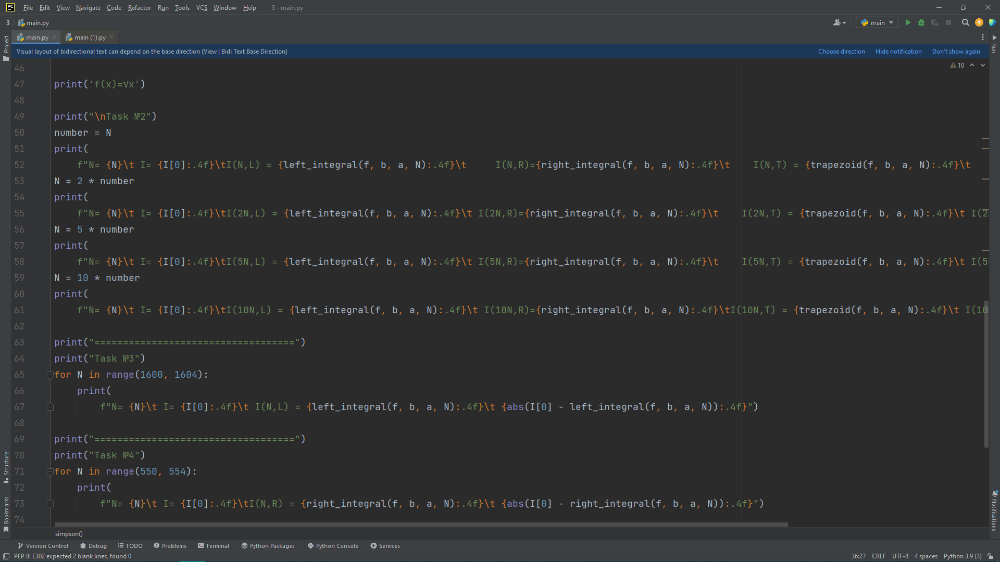 File Edit View Navigate Code Refactor Run Tools VCS Window Help 3 - main.py
3 main.py main
main.py main (1).py
Project
Run
Visual layout of bidirectional text can depend on the base direction (View | Bidi Text Base Direction) Choose direction Hide notification Don't show again
10
46
47 print('f(x)=√x')
48
49 print("\nTask №2")
50 number = N
51 print(
52 f"N= {N}\t I= {I[0]:.4f}\tI(N,L) = {left_integral(f, b, a, N):.4f}\t I(N,R)={right_integral(f, b, a, N):.4f}\t I(N,T) = {trapezoid(f, b, a, N):.4f}\t
53 N = 2 * number
54 print(
55 f"N= {N}\t I= {I[0]:.4f}\tI(2N,L) = {left_integral(f, b, a, N):.4f}\t I(2N,R)={right_integral(f, b, a, N):.4f}\t I(2N,T) = {trapezoid(f, b, a, N):.4f}\t I(2
56 N = 5 * number
57 print(
58 f"N= {N}\t I= {I[0]:.4f}\tI(5N,L) = {left_integral(f, b, a, N):.4f}\t I(5N,R)={right_integral(f, b, a, N):.4f}\t I(5N,T) = {trapezoid(f, b, a, N):.4f}\t I(5
59 N = 10 * number
60 print(
61 f"N= {N}\t I= {I[0]:.4f}\tI(10N,L) = {left_integral(f, b, a, N):.4f}\t I(10N,R)={right_integral(f, b, a, N):.4f}\tI(10N,T) = {trapezoid(f, b, a, N):.4f}\t I(10
62
63 print("===================================")
64 print("Task №3")
65 for N in range(1600, 1604):
66 print(
67 f"N= {N}\t I= {I[0]:.4f}\t I(N,L) = {left_integral(f, b, a, N):.4f}\t {abs(I[0] - left_integral(f, b, a, N)):.4f}")
68
69 print("===================================")
70 print("Task №4")
71 for N in range(550, 554):
72 print(
73 f"N= {N}\t I= {I[0]:.4f}\tI(N,R) = {right_integral(f, b, a, N):.4f}\t {abs(I[0] - right_integral(f, b, a, N)):.4f}")
74
Structure
Bookmarks
Notifications
simpson()
Version Control Debug TODO Problems Terminal Python Packages Python Console Services
PEP 8: E302 expected 2 blank lines, found 0 36:27 CRLF UTF-8 4 spaces Python 3.9 (3)